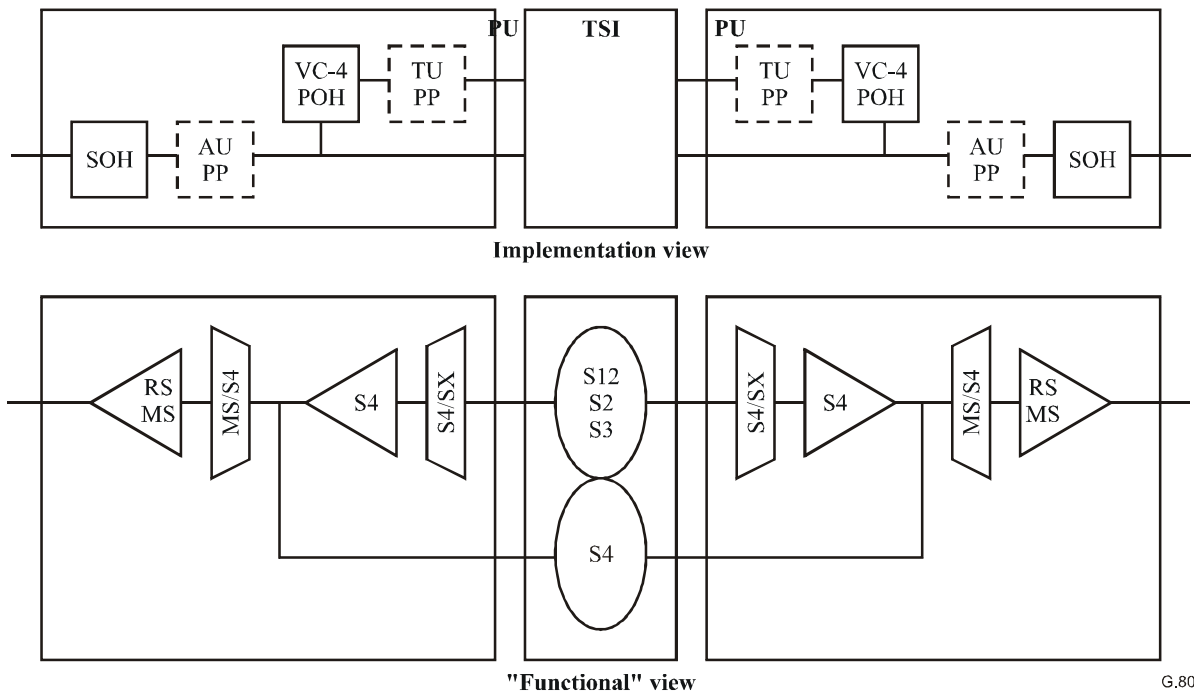 PU
TSI
PU
VC-4
POH
TU
PP
TU
PP
VC-4
POH
SOH
AU
PP
AU
PP
SOH
Implementation view
RS
MS
MS/S4
S4
S4/SX
S12
S2
S3
S4/SX
S4
MS/S4
RS
MS
S4
"Functional" view
G.80